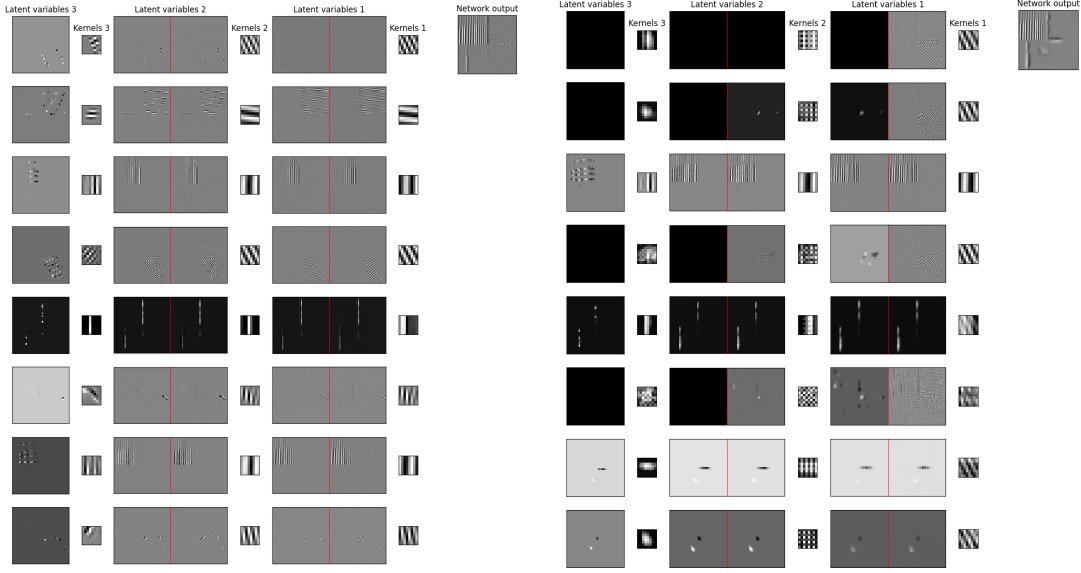 Latent variables 3
Kernels 3
Latent variables 2
Kernels 2
Latent variables 1
Kernels 1
Network output
Latent variables 3
Kernels 3
Latent variables 2
Kernels 2
Latent variables 1
Kernels 1
Network output